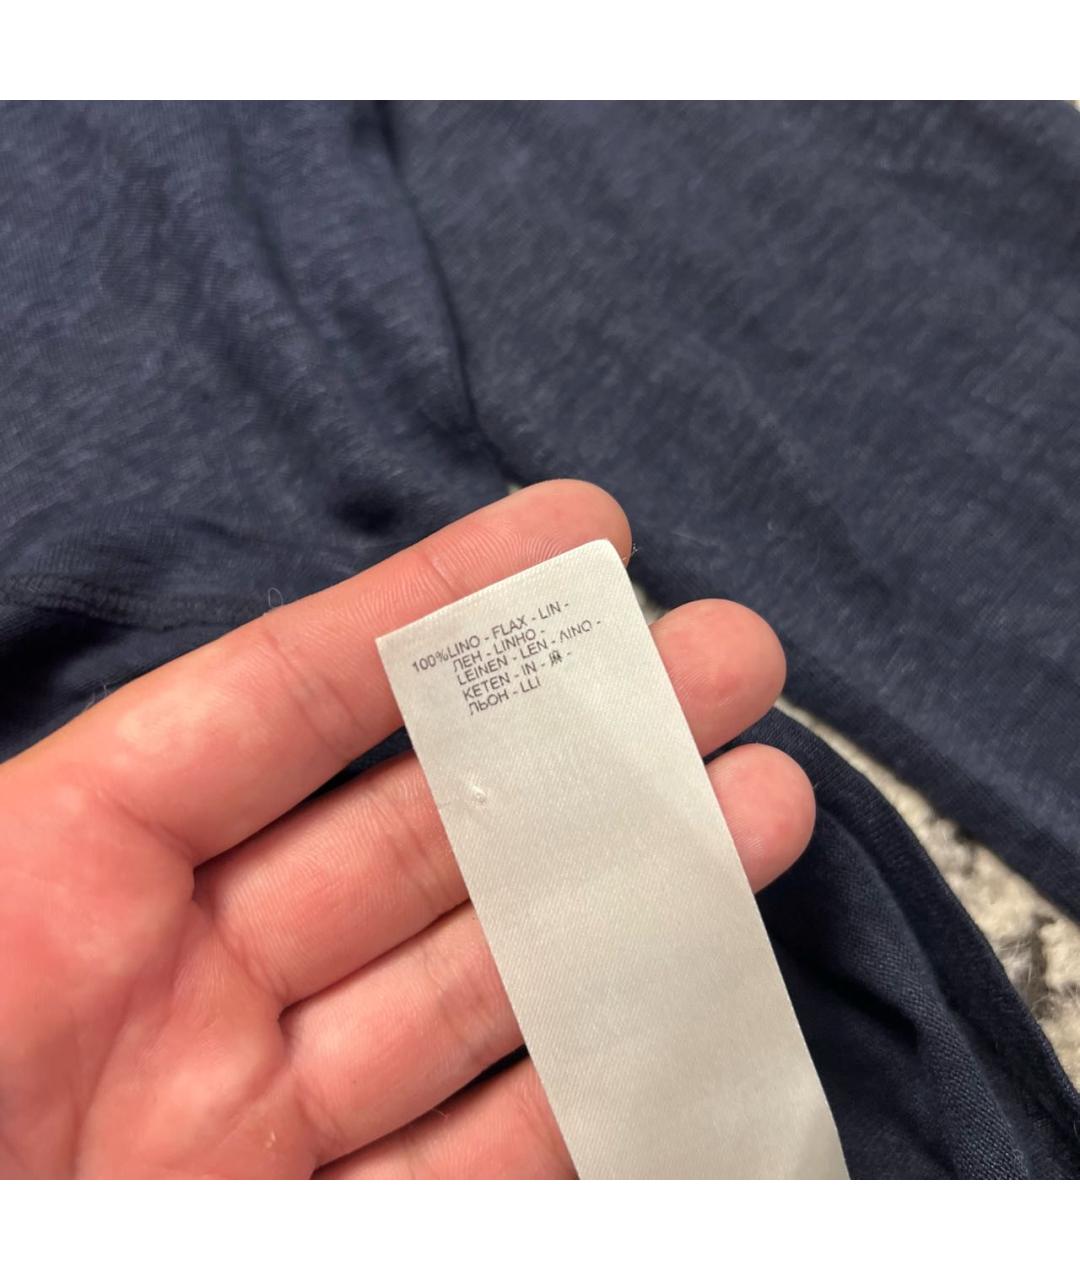 100%LINO - FLAX - LIN -
ЛЕН - LINHO -
LEINEN - LEN - ΛΙΝΟ -
KETEN - IN - 麻 -
ЛЬОН - LLI